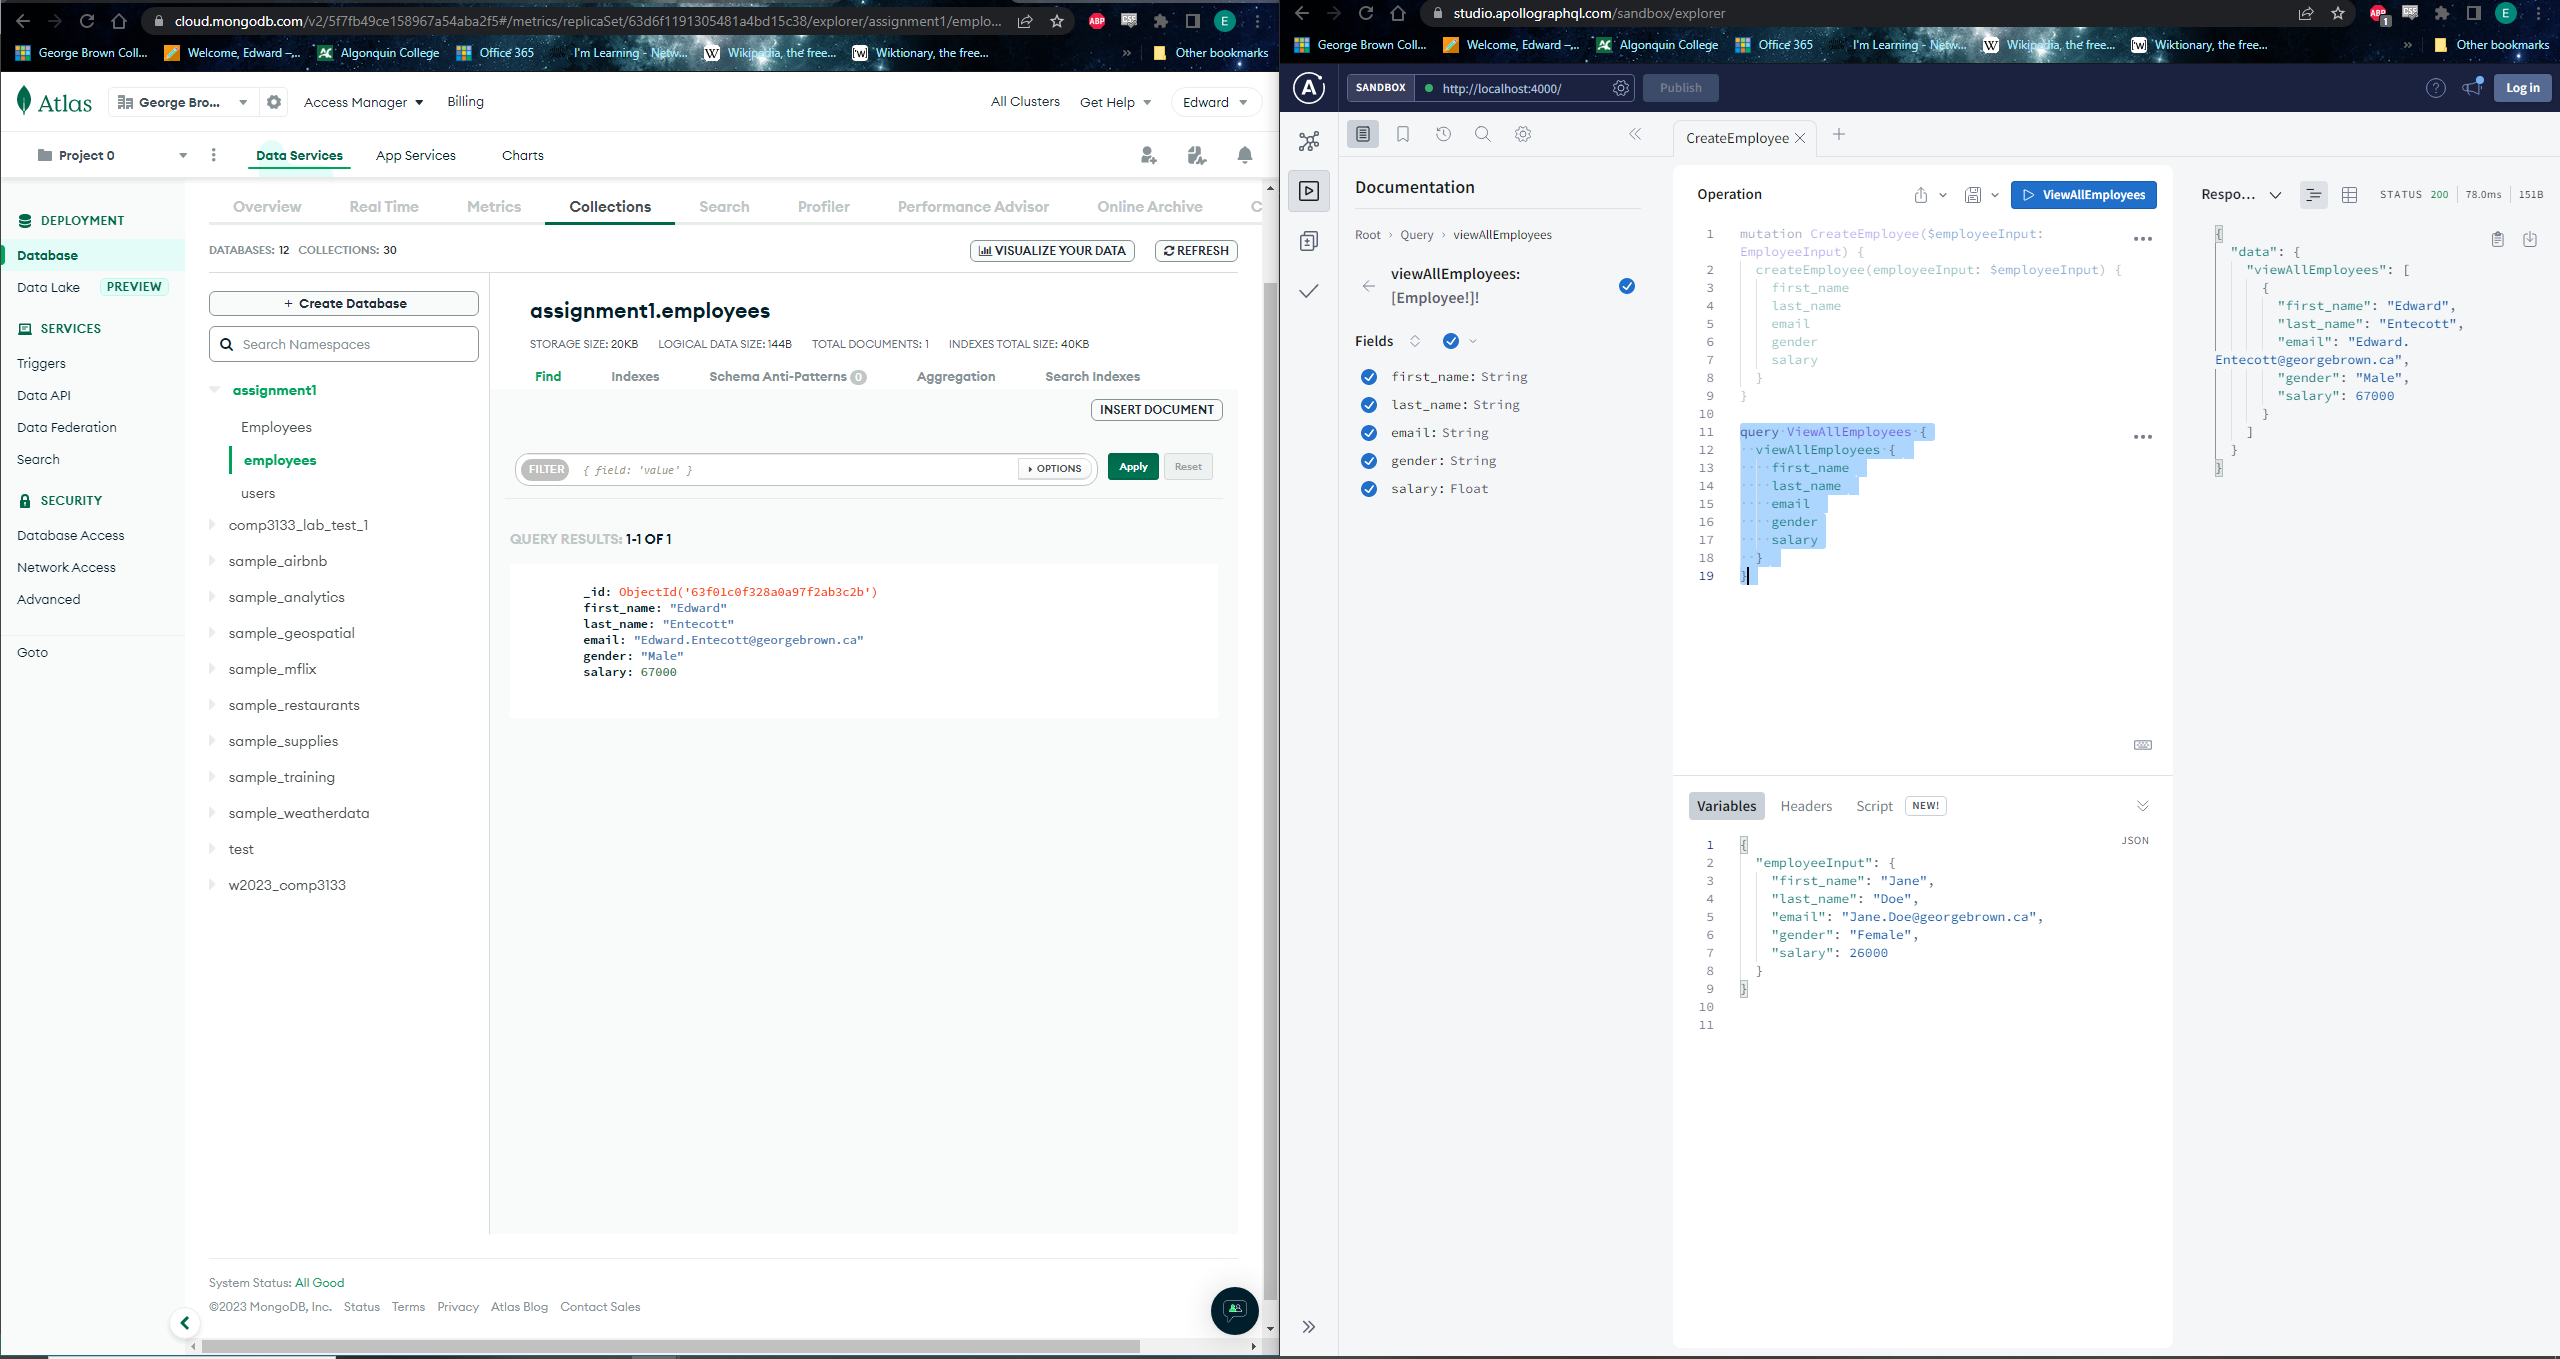 cloud.mongodb.com/v2/5f7fb49ce158967a54aba2f5#/metrics/replicaSet/63d6f1191305481a4bd15c38/explorer/assignment1/emplo...
George Brown Coll...
Welcome, Edward –...
Algonquin College
Office 365
I'm Learning - Netw...
Wikipedia, the free...
Wiktionary, the free...
Other bookmarks
Atlas
George Bro...
Access Manager
Billing
All Clusters
Get Help
Edward
Project 0
Data Services
App Services
Charts
DEPLOYMENT
Database
Data Lake PREVIEW
SERVICES
Triggers
Data API
Data Federation
Search
SECURITY
Database Access
Network Access
Advanced
Goto
Overview
Real Time
Metrics
Collections
Search
Profiler
Performance Advisor
Online Archive
C
DATABASES: 12 COLLECTIONS: 30
VISUALIZE YOUR DATA
REFRESH
+ Create Database
Search Namespaces
assignment1
Employees
employees
users
comp3133_lab_test_1
sample_airbnb
sample_analytics
sample_geospatial
sample_mflix
sample_restaurants
sample_supplies
sample_training
sample_weatherdata
test
w2023_comp3133
assignment1.employees
STORAGE SIZE: 20KB LOGICAL DATA SIZE: 144B TOTAL DOCUMENTS: 1 INDEXES TOTAL SIZE: 40KB
Find
Indexes
Schema Anti-Patterns 0
Aggregation
Search Indexes
INSERT DOCUMENT
FILTER { field: 'value' }
OPTIONS
Apply
Reset
QUERY RESULTS: 1-1 OF 1
_id: ObjectId('63f01c0f328a0a97f2ab3c2b')
first_name: "Edward"
last_name: "Entecott"
email: "Edward.Entecott@georgebrown.ca"
gender: "Male"
salary: 67000
System Status: All Good
©2023 MongoDB, Inc. Status Terms Privacy Atlas Blog Contact Sales
studio.apollographql.com/sandbox/explorer
George Brown Coll...
Welcome, Edward –...
Algonquin College
Office 365
I'm Learning - Netw...
Wikipedia, the free...
Wiktionary, the free...
Other bookmarks
SANDBOX
http://localhost:4000/
Publish
Log in
CreateEmployee
Documentation
Root › Query › viewAllEmployees
viewAllEmployees:
[Employee!]!
Fields
first_name: String
last_name: String
email: String
gender: String
salary: Float
Operation
ViewAllEmployees
1 mutation CreateEmployee($employeeInput:
EmployeeInput) {
2 createEmployee(employeeInput: $employeeInput) {
3 first_name
4 last_name
5 email
6 gender
7 salary
8 }
9 }
10
11 query ViewAllEmployees {
12 viewAllEmployees {
13 first_name
14 last_name
15 email
16 gender
17 salary
18 }
19 }
Variables
Headers
Script
NEW!
JSON
1 {
2 "employeeInput": {
3 "first_name": "Jane",
4 "last_name": "Doe",
5 "email": "Jane.Doe@georgebrown.ca",
6 "gender": "Female",
7 "salary": 26000
8 }
9 }
10
11
Respo...
STATUS 200
78.0ms
151B
{
"data": {
"viewAllEmployees": [
{
"first_name": "Edward",
"last_name": "Entecott",
"email": "Edward.
Entecott@georgebrown.ca",
"gender": "Male",
"salary": 67000
}
]
}
}